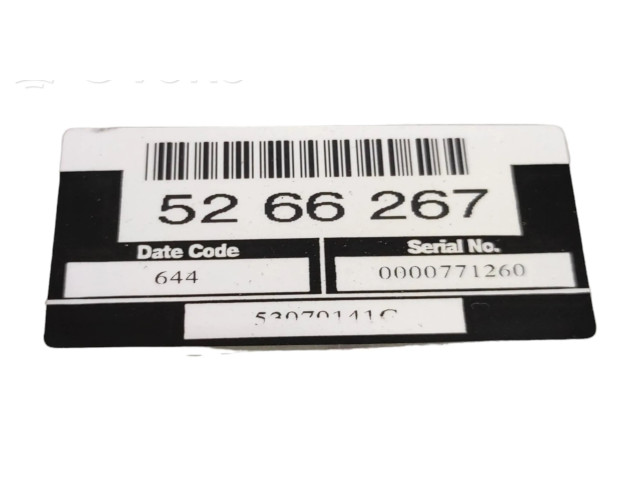 52 66 267
Date Code
Serial No.
644
0000771260
53070141C